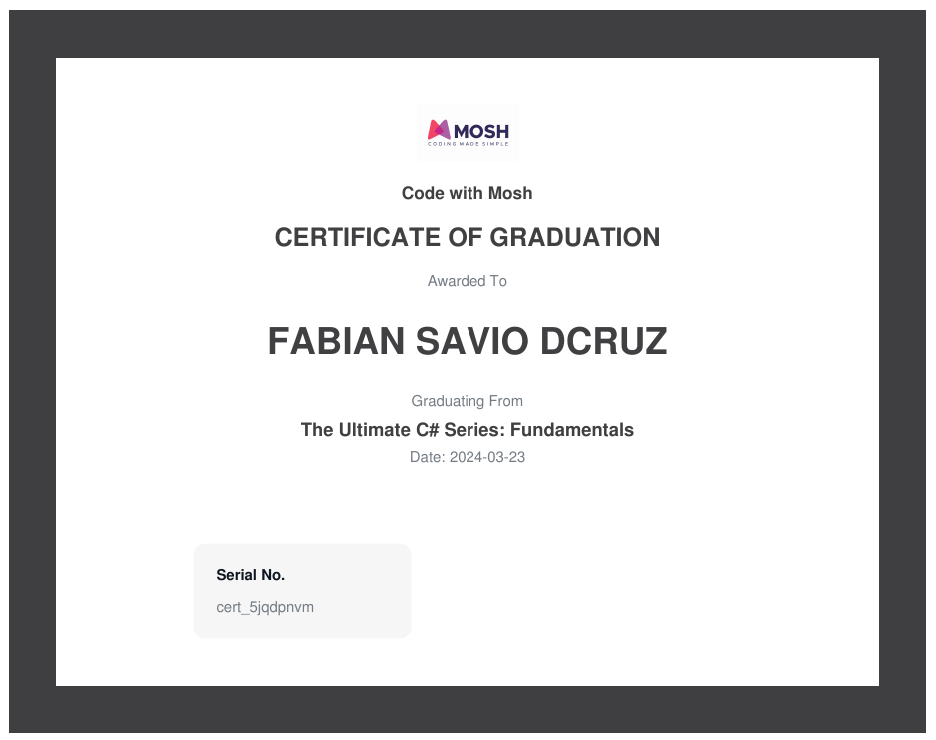 MOSH
CODING MADE SIMPLE
Code with Mosh
CERTIFICATE OF GRADUATION
Awarded To
FABIAN SAVIO DCRUZ
Graduating From
The Ultimate C# Series: Fundamentals
Date: 2024-03-23
Serial No.
cert_5jqdpnvm